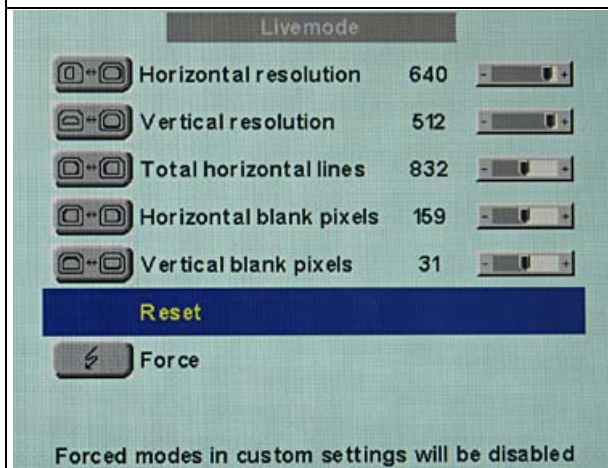 Livemode
Horizontal resolution 640 - +
Vertical resolution 512 - +
Total horizontal lines 832 - +
Horizontal blank pixels 159 - +
Vertical blank pixels 31 - +
Reset
Force
Forced modes in custom settings will be disabled